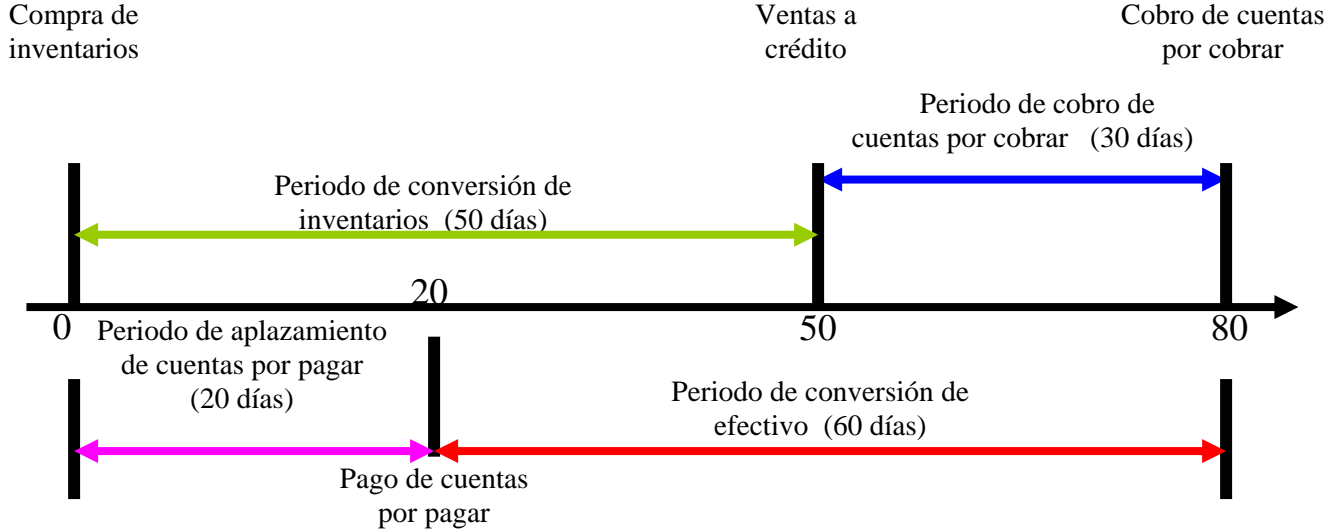 Compra de
inventarios
Ventas a
crédito
Cobro de cuentas
por cobrar
Periodo de cobro de
cuentas por cobrar (30 días)
Periodo de conversión de
inventarios (50 días)
20
0
50
80
Periodo de aplazamiento
de cuentas por pagar
(20 días)
Periodo de conversión de
efectivo (60 días)
Pago de cuentas
por pagar